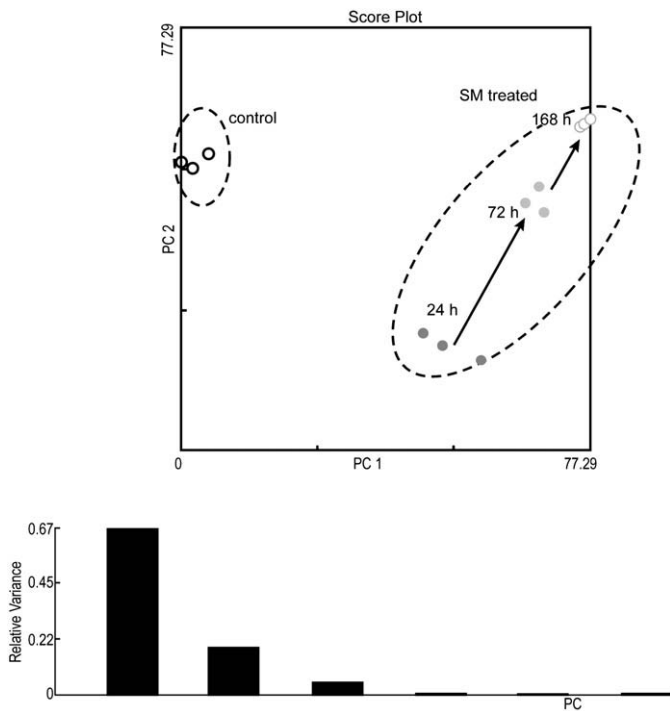 Score Plot
77.29
SM treated
control
168 h
PC 2
72 h
24 h
0
PC 1
77.29
0.67
0.45
Relative Variance
0.22
0
PC